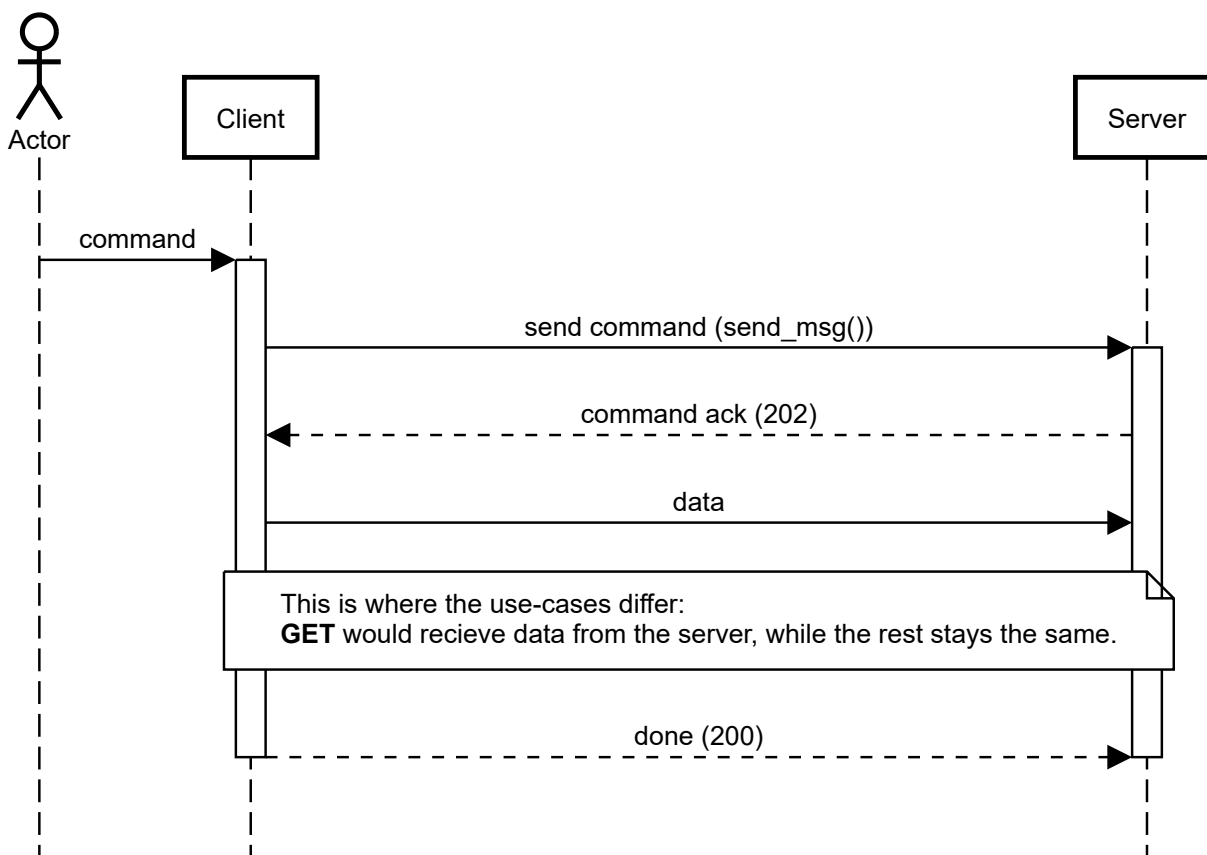 Actor
Client
Server
command
send command (send_msg())
command ack (202)
data
This is where the use-cases differ:
GET would recieve data from the server, while the rest stays the same.
done (200)